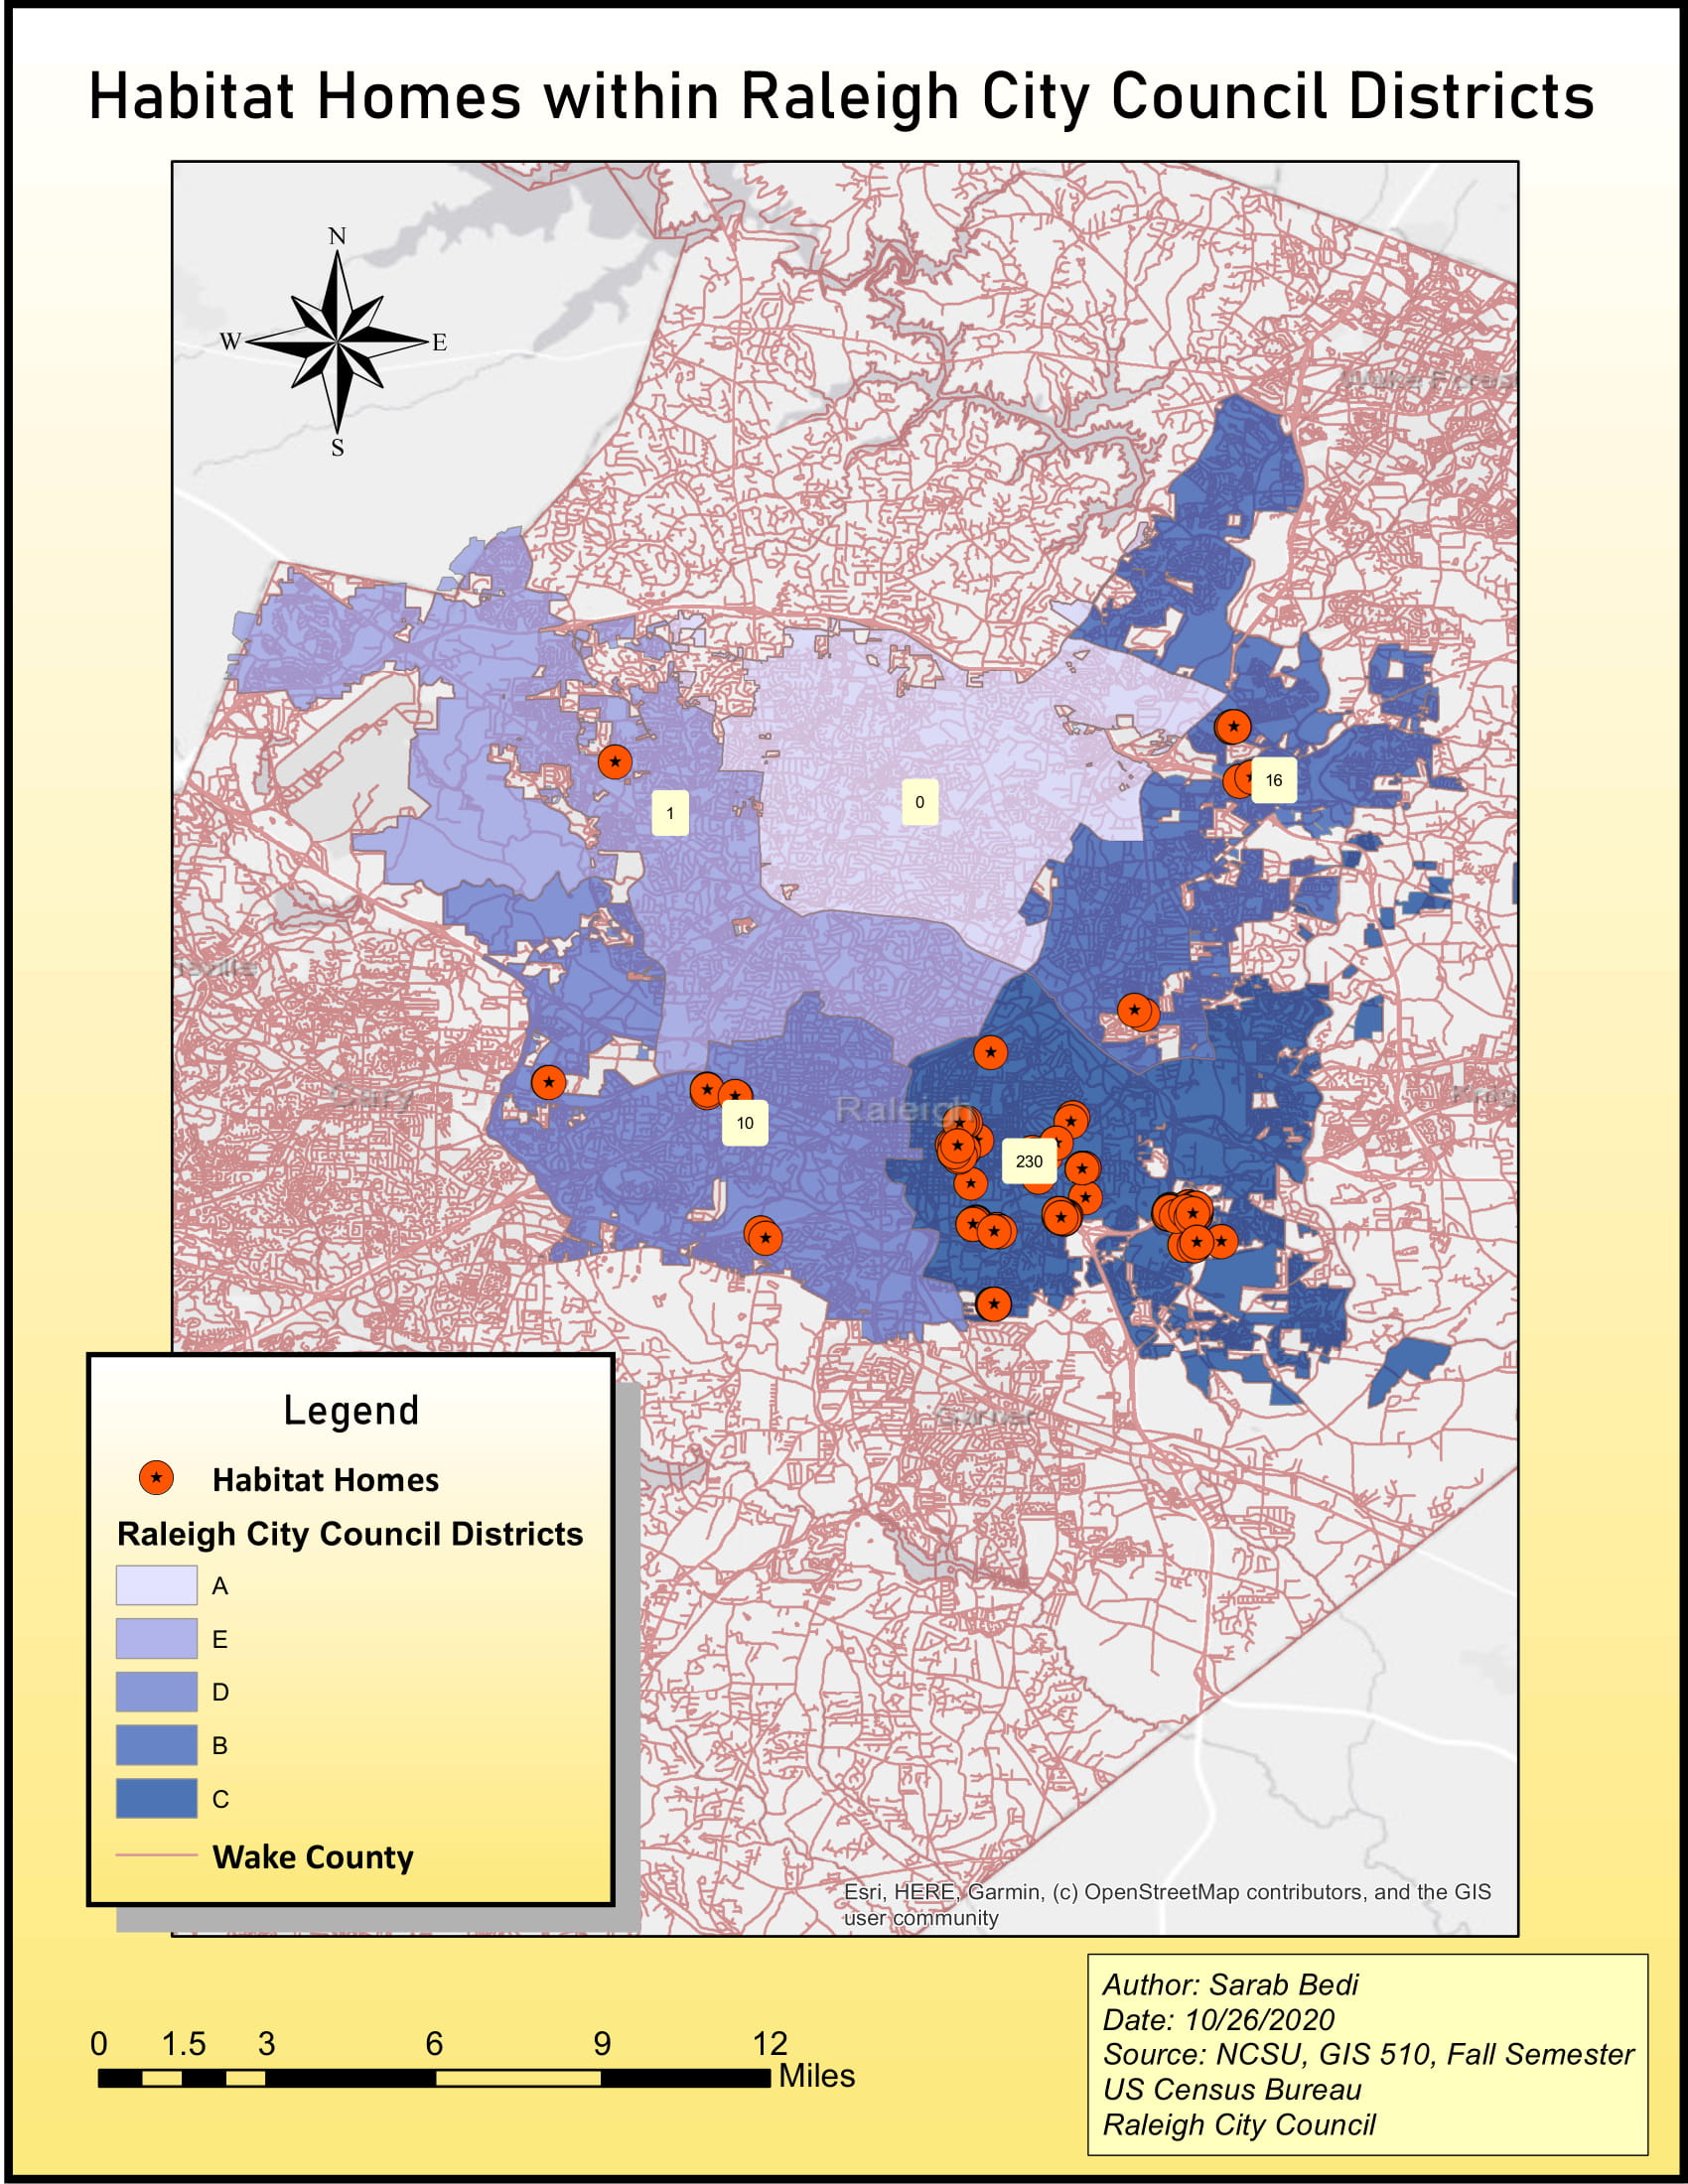 Habitat Homes within Raleigh City Council Districts
N
W E
S
1
0
16
Cary
Raleigh
10
230
Garner
Legend
Habitat Homes
Raleigh City Council Districts
A
E
D
B
C
Wake County
Esri, HERE, Garmin, (c) OpenStreetMap contributors, and the GIS
user community
0 1.5 3 6 9 12
Miles
Author: Sarab Bedi
Date: 10/26/2020
Source: NCSU, GIS 510, Fall Semester
US Census Bureau
Raleigh City Council